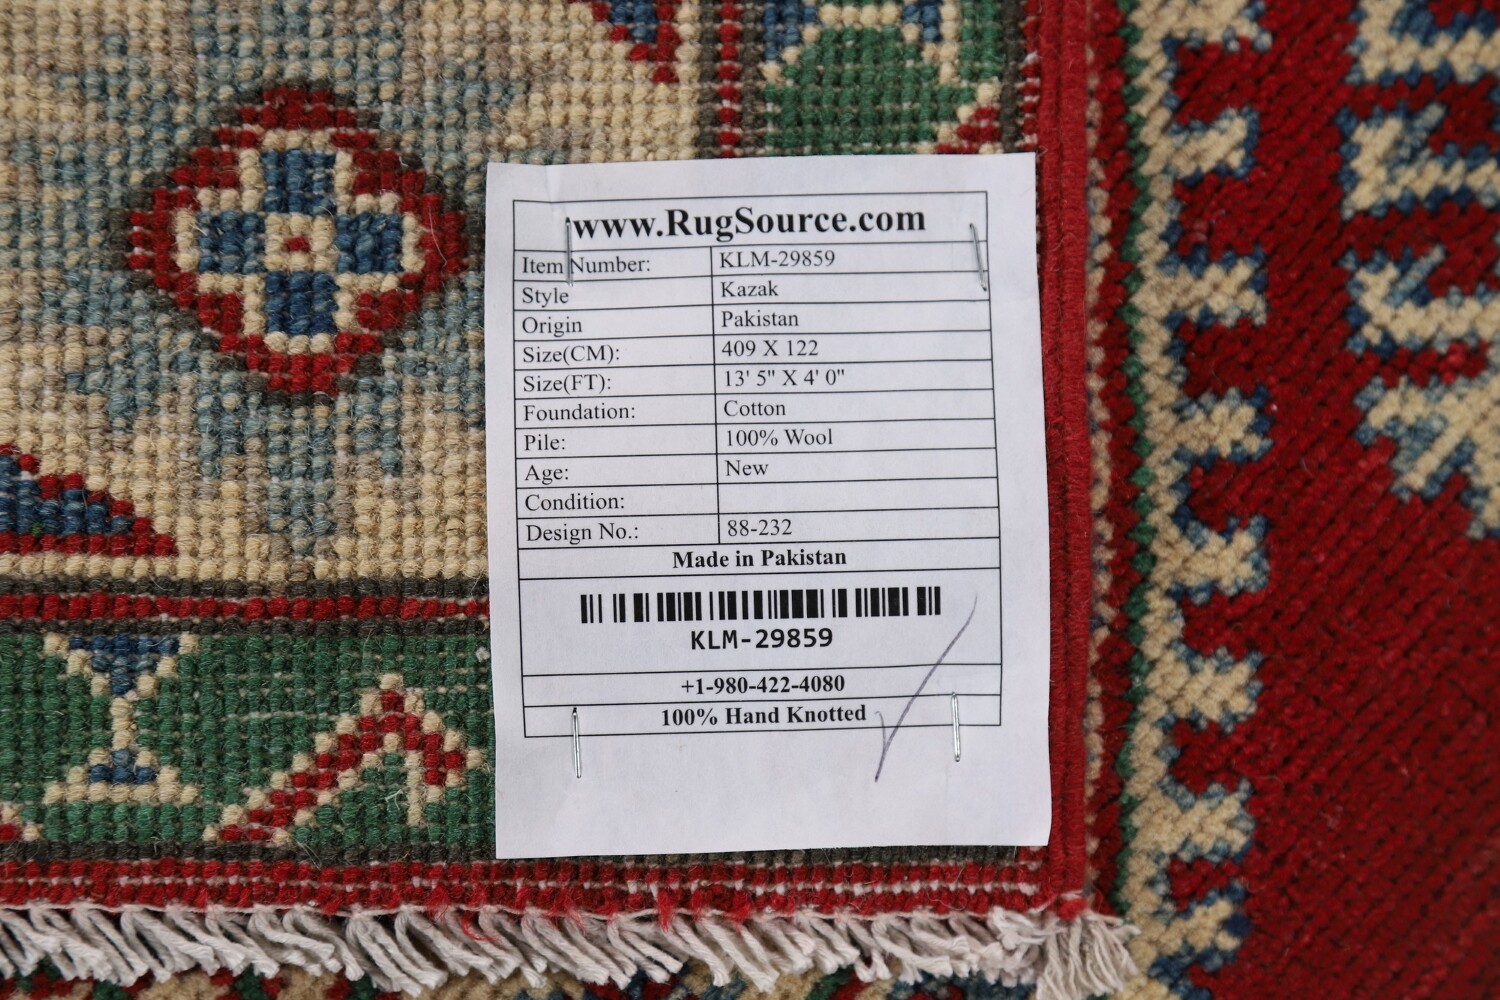 www.RugSource.com
Item Number: KLM-29859
Style Kazak
Origin Pakistan
Size(CM): 409 X 122
Size(FT): 13' 5" X 4' 0"
Foundation: Cotton
Pile: 100% Wool
Age: New
Condition:
Design No.: 88-232
Made in Pakistan
KLM-29859
+1-980-422-4080
100% Hand Knotted